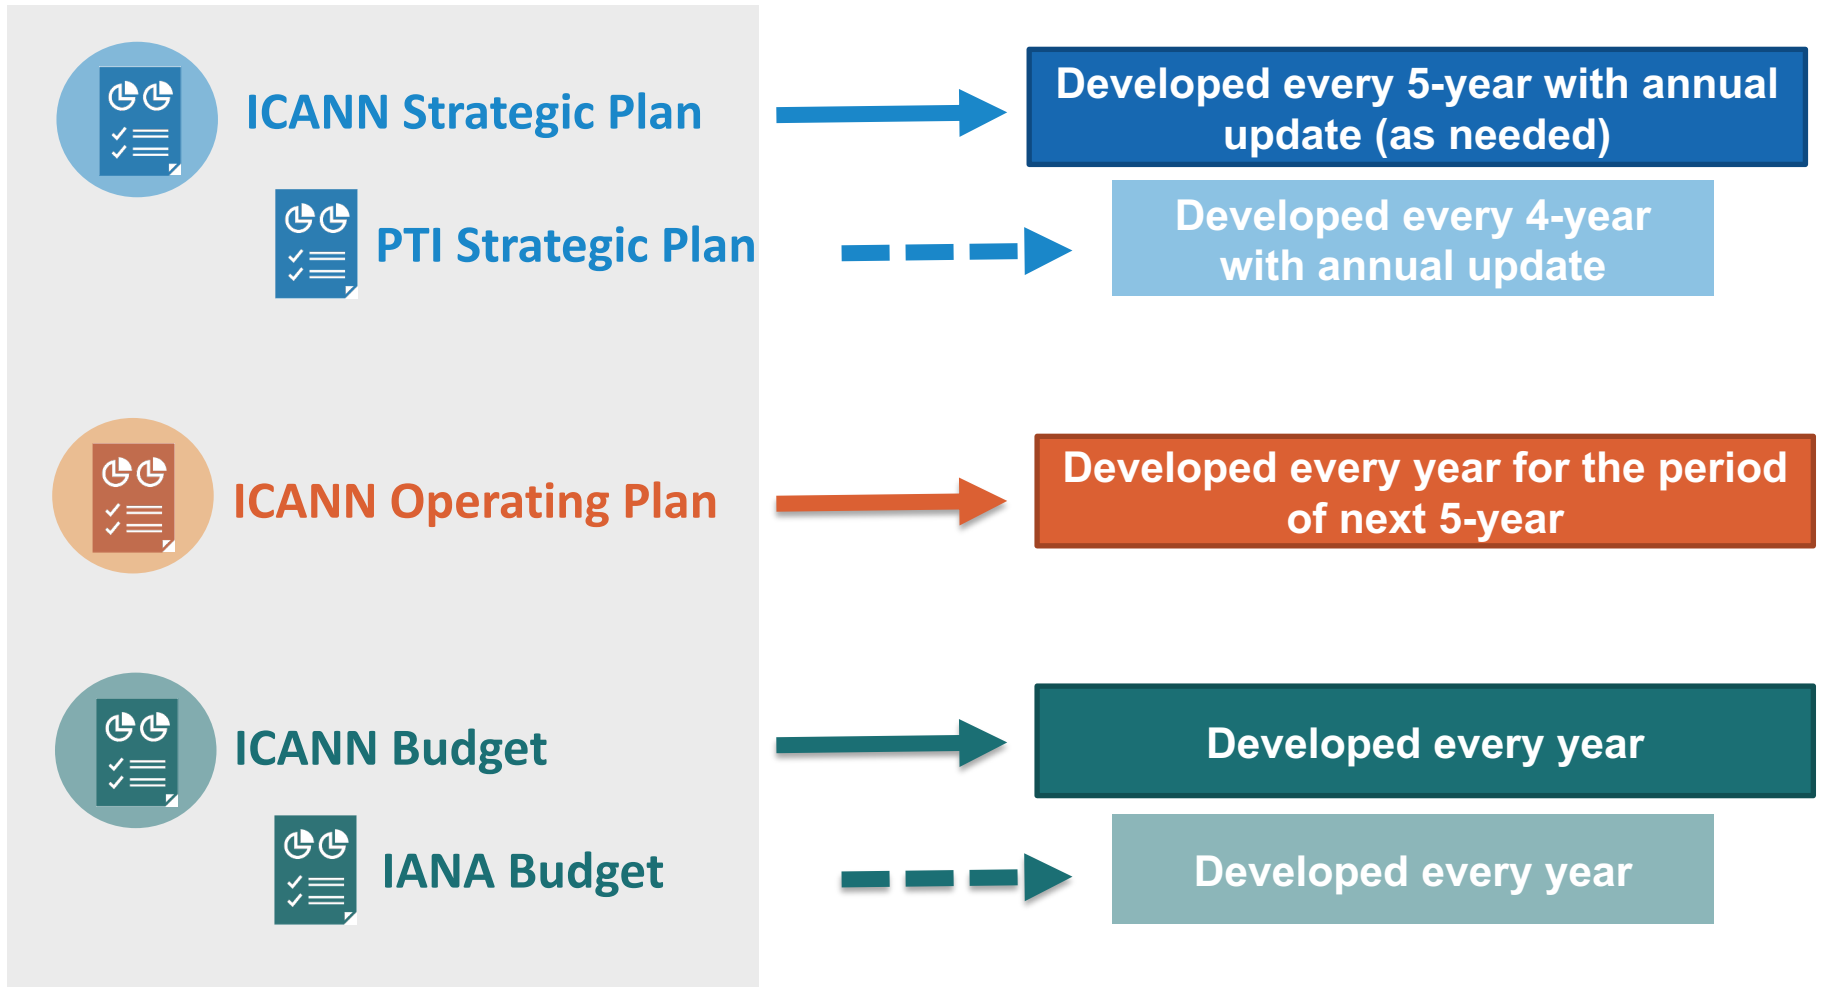 ICANN Strategic Plan
Developed every 5-year with annual
update (as needed)
PTI Strategic Plan
Developed every 4-year
with annual update
ICANN Operating Plan
Developed every year for the period
of next 5-year
ICANN Budget
Developed every year
IANA Budget
Developed every year